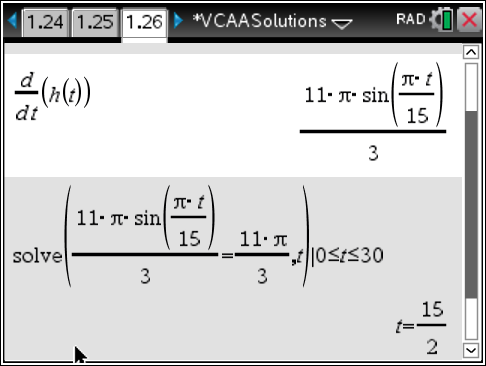 1.24 1.25 1.26 *VCAASolutions RAD
d/dt(h(t))
11·π·sin(π·t/15)/3
solve(11·π·sin(π·t/15)/3=11·π/3,t)|0≤t≤30
t=15/2